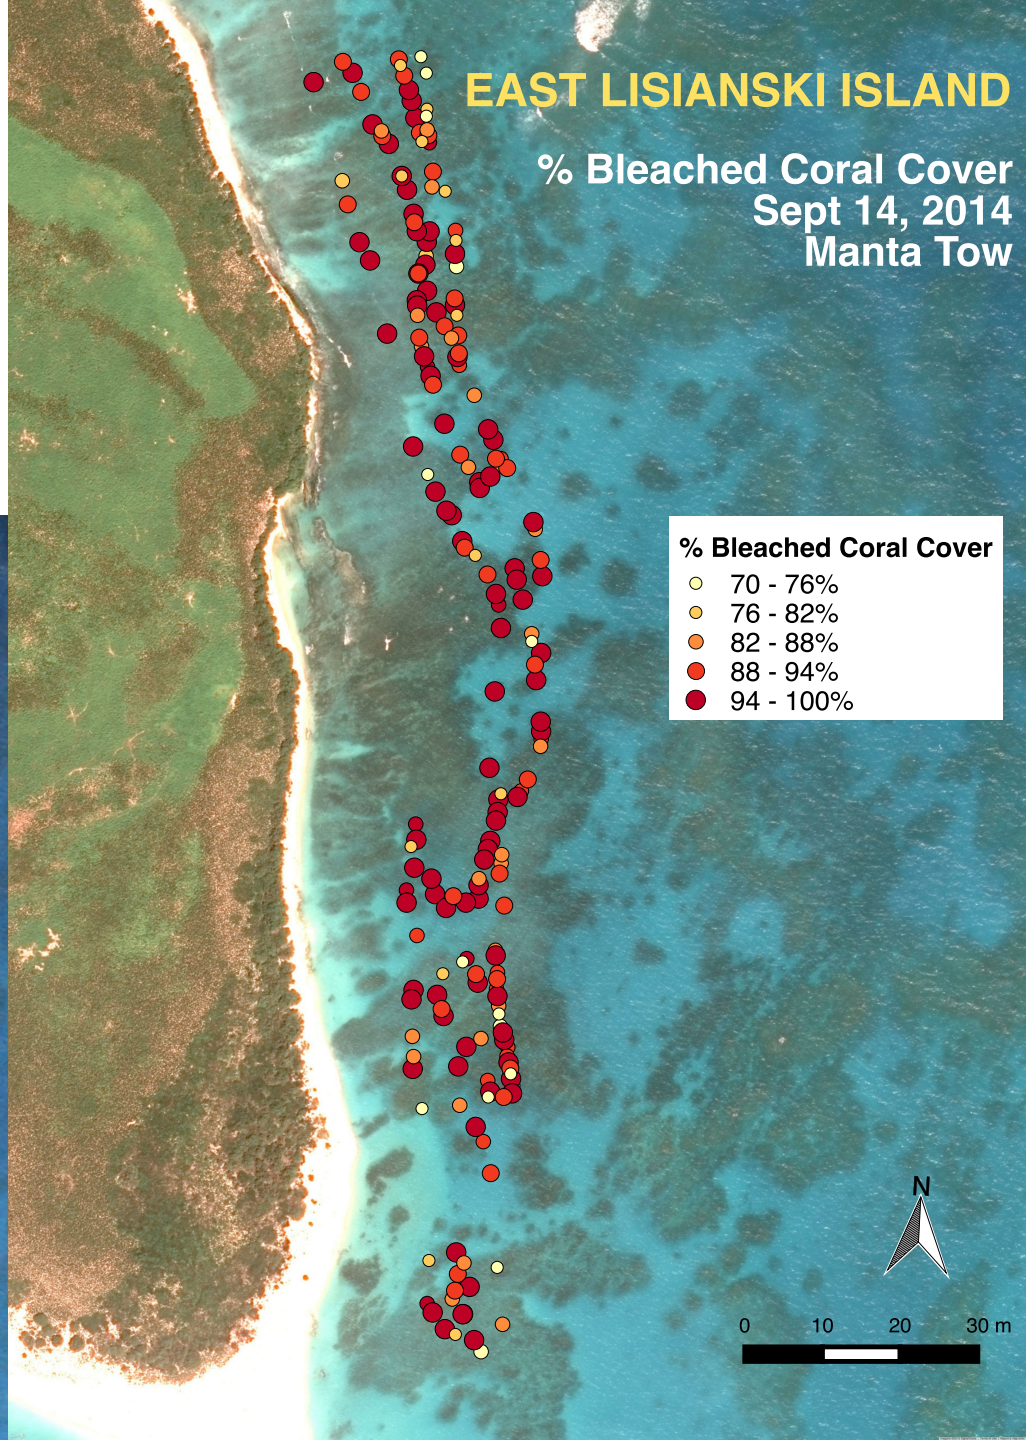 EAST LISIANSKI ISLAND
% Bleached Coral Cover
Sept 14, 2014
Manta Tow
% Bleached Coral Cover
70 - 76%
76 - 82%
82 - 88%
88 - 94%
94 - 100%
N
0 10 20 30 m